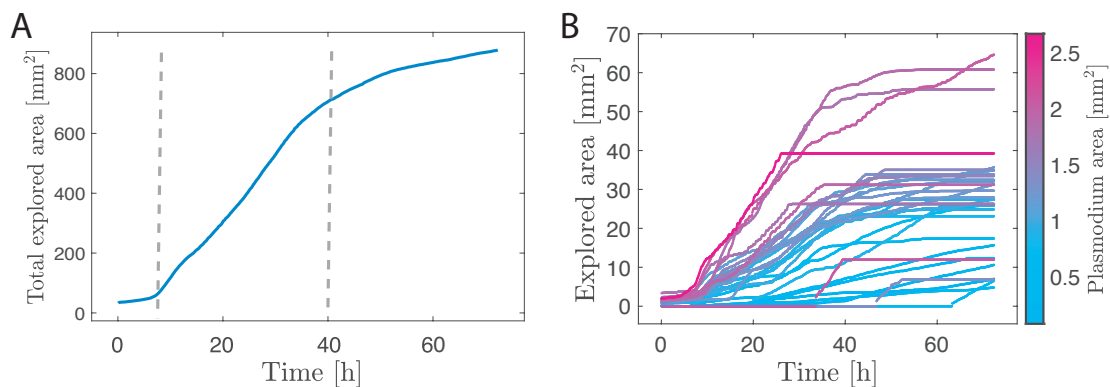 A
Total explored area [mm²]
800
600
400
200
0
0 20 40 60
Time [h]
B
Explored area [mm²]
70
60
50
40
30
20
10
0
0 20 40 60
Time [h]
2.5
2
1.5
1
0.5
Plasmodium area [mm²]